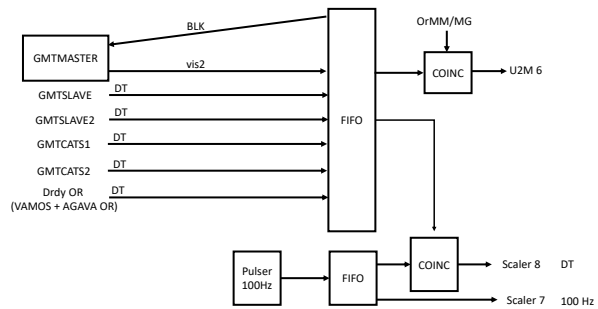 OrMM/MG
BLK
GMTMASTER
vis2
COINC
U2M 6
GMTSLAVE
DT
GMTSLAVE2
DT
FIFO
GMTCATS1
DT
GMTCATS2
DT
Drdy OR
DT
(VAMOS + AGAVA OR)
Pulser
100Hz
FIFO
COINC
Scaler 8
DT
Scaler 7
100 Hz